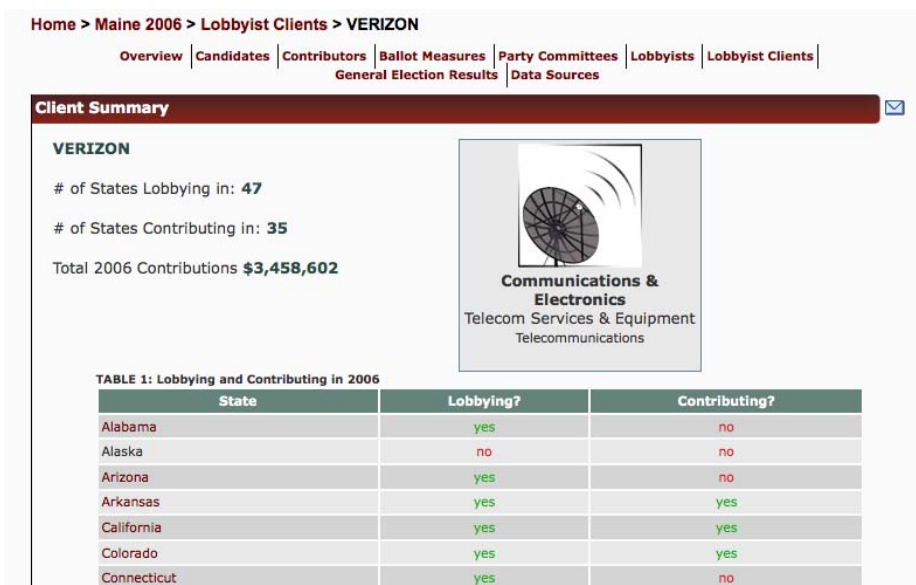 Home > Maine 2006 > Lobbyist Clients > VERIZON
Overview | Candidates | Contributors | Ballot Measures | Party Committees | Lobbyists | Lobbyist Clients |
General Election Results | Data Sources
Client Summary
VERIZON
# of States Lobbying in: 47
# of States Contributing in: 35
Total 2006 Contributions $3,458,602
Communications &
Electronics
Telecom Services & Equipment
Telecommunications
TABLE 1: Lobbying and Contributing in 2006
State Lobbying? Contributing?
Alabama yes no
Alaska no no
Arizona yes no
Arkansas yes yes
California yes yes
Colorado yes yes
Connecticut yes no